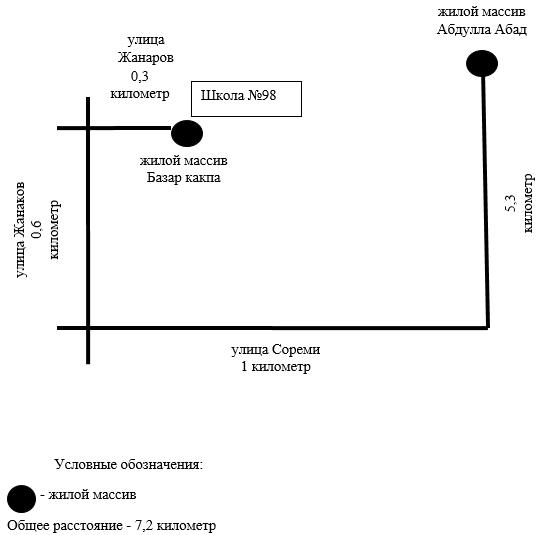 жилой массив
Абдулла Абад
улица
Жанаров
0,3
километр
Школа №98
жилой массив
Базар какпа
улица Жанаков
0,6
километр
5,3
километр
улица Сореми
1 километр
Условные обозначения:
- жилой массив
Общее расстояние - 7,2 километр